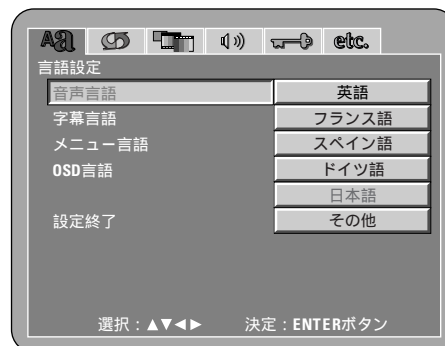 Aあ etc.
言語設定
音声言語 英語
字幕言語 フランス語
メニュー言語 スペイン語
OSD言語 ドイツ語
日本語
設定終了 その他
選択：▲▼◀▶ 決定：ENTERボタン